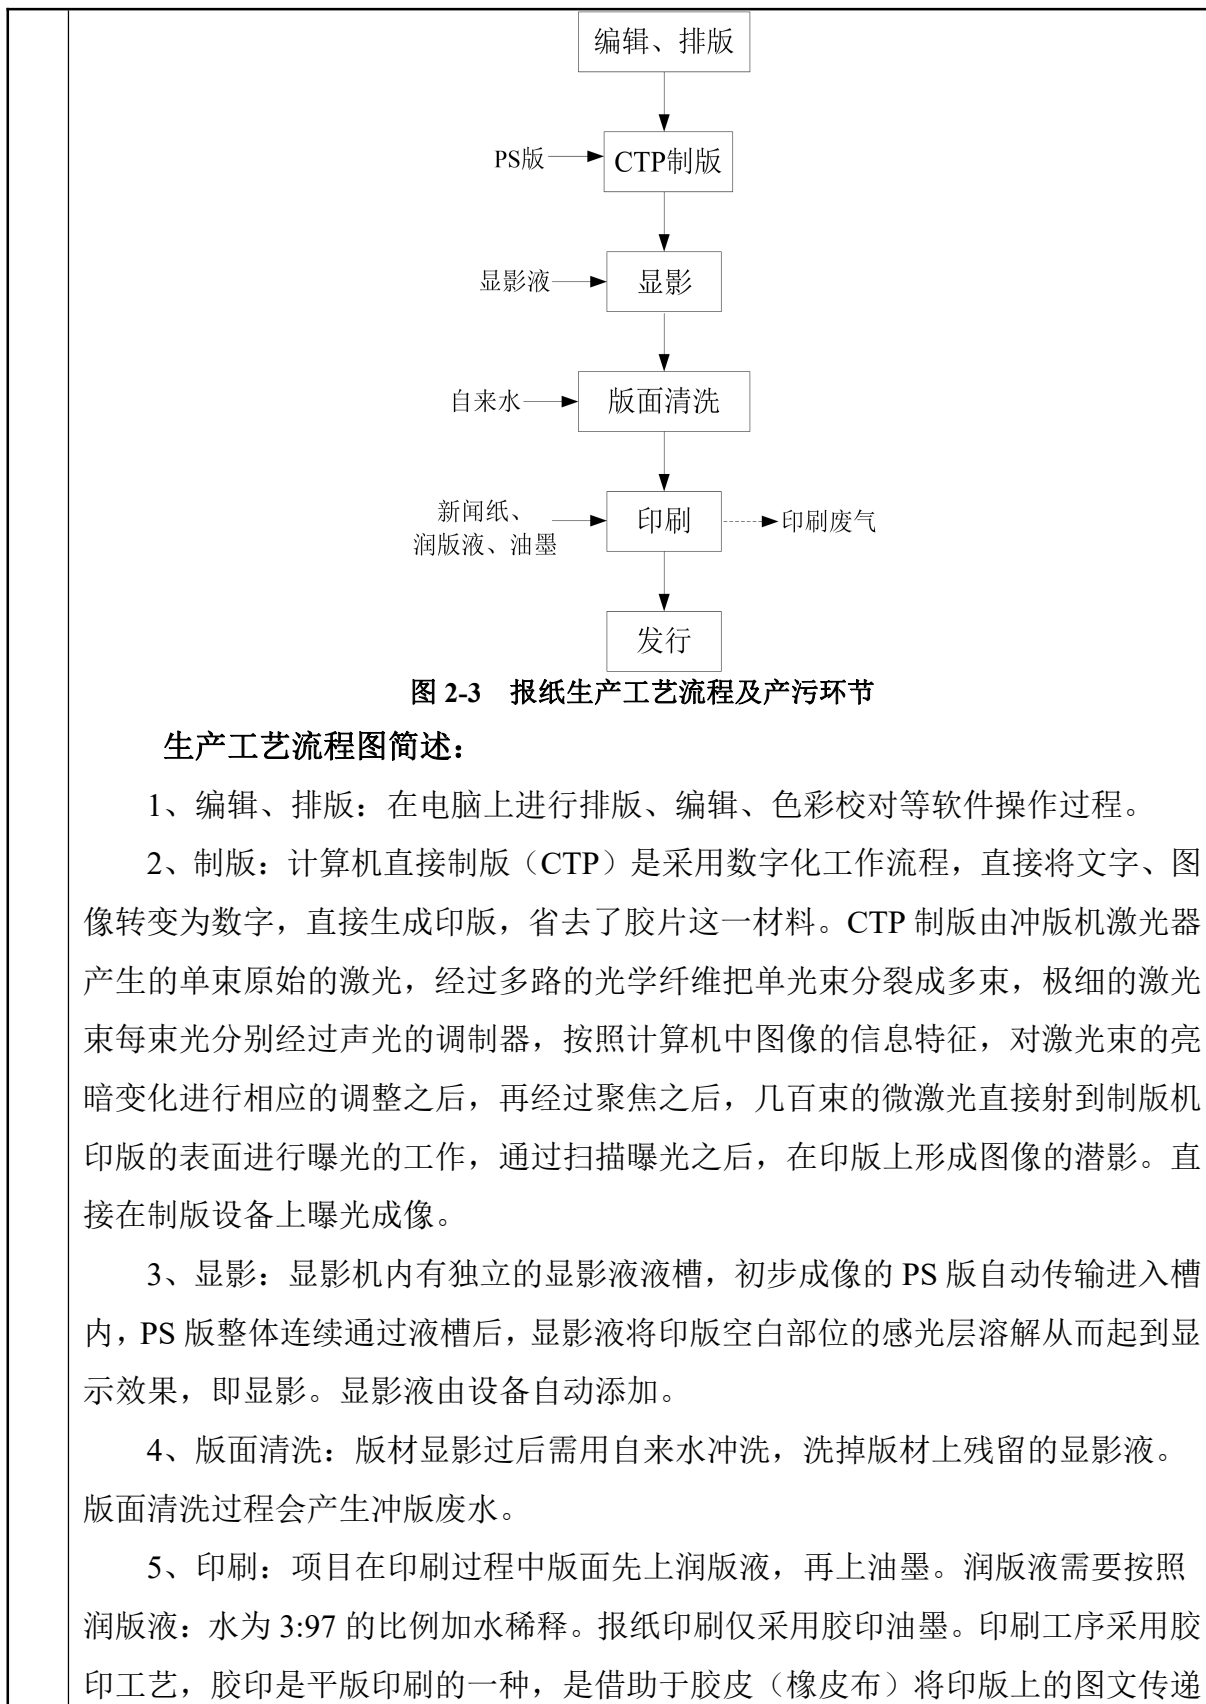 编辑、排版
PS版
CTP制版
显影液
显影
自来水
版面清洗
新闻纸、
润版液、油墨
印刷
印刷废气
发行
图 2-3 报纸生产工艺流程及产污环节
生产工艺流程图简述：
1、编辑、排版：在电脑上进行排版、编辑、色彩校对等软件操作过程。
2、制版：计算机直接制版（CTP）是采用数字化工作流程，直接将文字、图
像转变为数字，直接生成印版，省去了胶片这一材料。CTP 制版由冲版机激光器
产生的单束原始的激光，经过多路的光学纤维把单光束分裂成多束，极细的激光
束每束光分别经过声光的调制器，按照计算机中图像的信息特征，对激光束的亮
暗变化进行相应的调整之后，再经过聚焦之后，几百束的微激光直接射到制版机
印版的表面进行曝光的工作，通过扫描曝光之后，在印版上形成图像的潜影。直
接在制版设备上曝光成像。
3、显影：显影机内有独立的显影液液槽，初步成像的 PS 版自动传输进入槽
内，PS 版整体连续通过液槽后，显影液将印版空白部位的感光层溶解从而起到显
示效果，即显影。显影液由设备自动添加。
4、版面清洗：版材显影过后需用自来水冲洗，洗掉版材上残留的显影液。
版面清洗过程会产生冲版废水。
5、印刷：项目在印刷过程中版面先上润版液，再上油墨。润版液需要按照
润版液：水为 3:97 的比例加水稀释。报纸印刷仅采用胶印油墨。印刷工序采用胶
印工艺，胶印是平版印刷的一种，是借助于胶皮（橡皮布）将印版上的图文传递